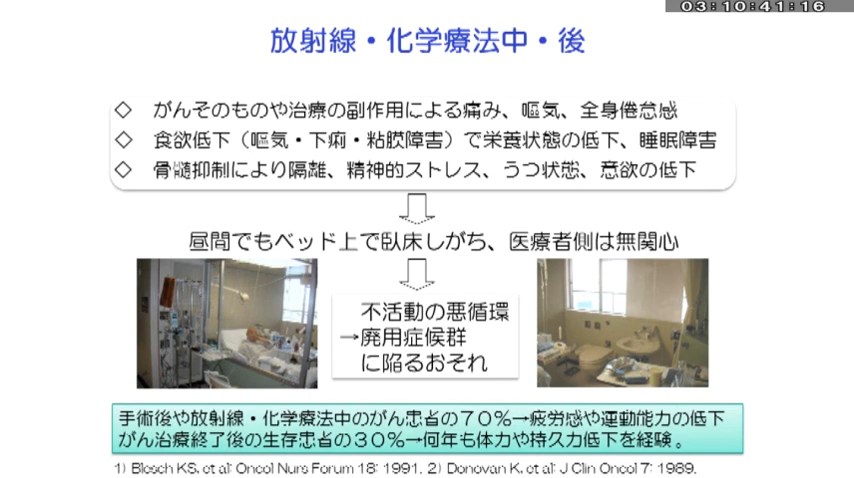 03:10:41:16
放射線・化学療法中・後
◇ がんそのものや治療の副作用による痛み、嘔気、全身倦怠感
◇ 食欲低下（嘔気・下痢・粘膜障害）で栄養状態の低下、睡眠障害
◇ 骨髄抑制により隔離、精神的ストレス、うつ状態、意欲の低下
昼間でもベッド上で臥床しがち、医療者側は無関心
不活動の悪循環
→廃用症候群
に陥るおそれ
手術後や放射線・化学療法中のがん患者の７０％→疲労感や運動能力の低下
がん治療終了後の生存患者の３０％→何年も体力や持久力低下を経験。
1) Blesch KS, et al: Oncol Nurs Forum 18: 1991. 2) Donovan K, et al: J Clin Oncol 7: 1989.